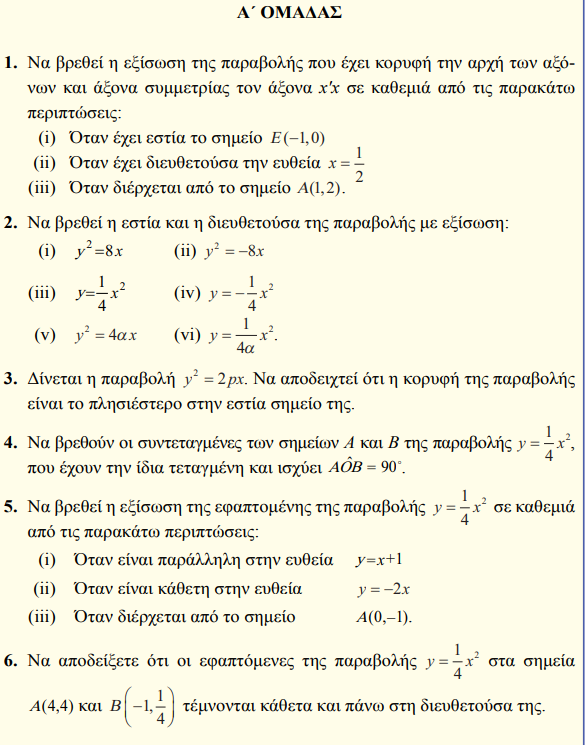 Α΄ ΟΜΑΔΑΣ
1. Να βρεθεί η εξίσωση της παραβολής που έχει κορυφή την αρχή των αξό-
νων και άξονα συμμετρίας τον άξονα x'x σε καθεμιά από τις παρακάτω
περιπτώσεις:
(i) Όταν έχει εστία το σημείο E(−1,0)
(ii) Όταν έχει διευθετούσα την ευθεία x = 1/2
(iii) Όταν διέρχεται από το σημείο A(1,2).
2. Να βρεθεί η εστία και η διευθετούσα της παραβολής με εξίσωση:
(i) y²=8x (ii) y² = −8x
(iii) y=1/4 x² (iv) y = −1/4 x²
(v) y² = 4αx (vi) y = 1/4α x².
3. Δίνεται η παραβολή y² = 2px. Να αποδειχτεί ότι η κορυφή της παραβολής
είναι το πλησιέστερο στην εστία σημείο της.
4. Να βρεθούν οι συντεταγμένες των σημείων A και B της παραβολής y = 1/4 x²,
που έχουν την ίδια τεταγμένη και ισχύει AÔB = 90°.
5. Να βρεθεί η εξίσωση της εφαπτομένης της παραβολής y = 1/4 x² σε καθεμιά
από τις παρακάτω περιπτώσεις:
(i) Όταν είναι παράλληλη στην ευθεία y=x+1
(ii) Όταν είναι κάθετη στην ευθεία y = −2x
(iii) Όταν διέρχεται από το σημείο A(0,−1).
6. Να αποδείξετε ότι οι εφαπτόμενες της παραβολής y = 1/4 x² στα σημεία
A(4,4) και B(−1, 1/4) τέμνονται κάθετα και πάνω στη διευθετούσα της.